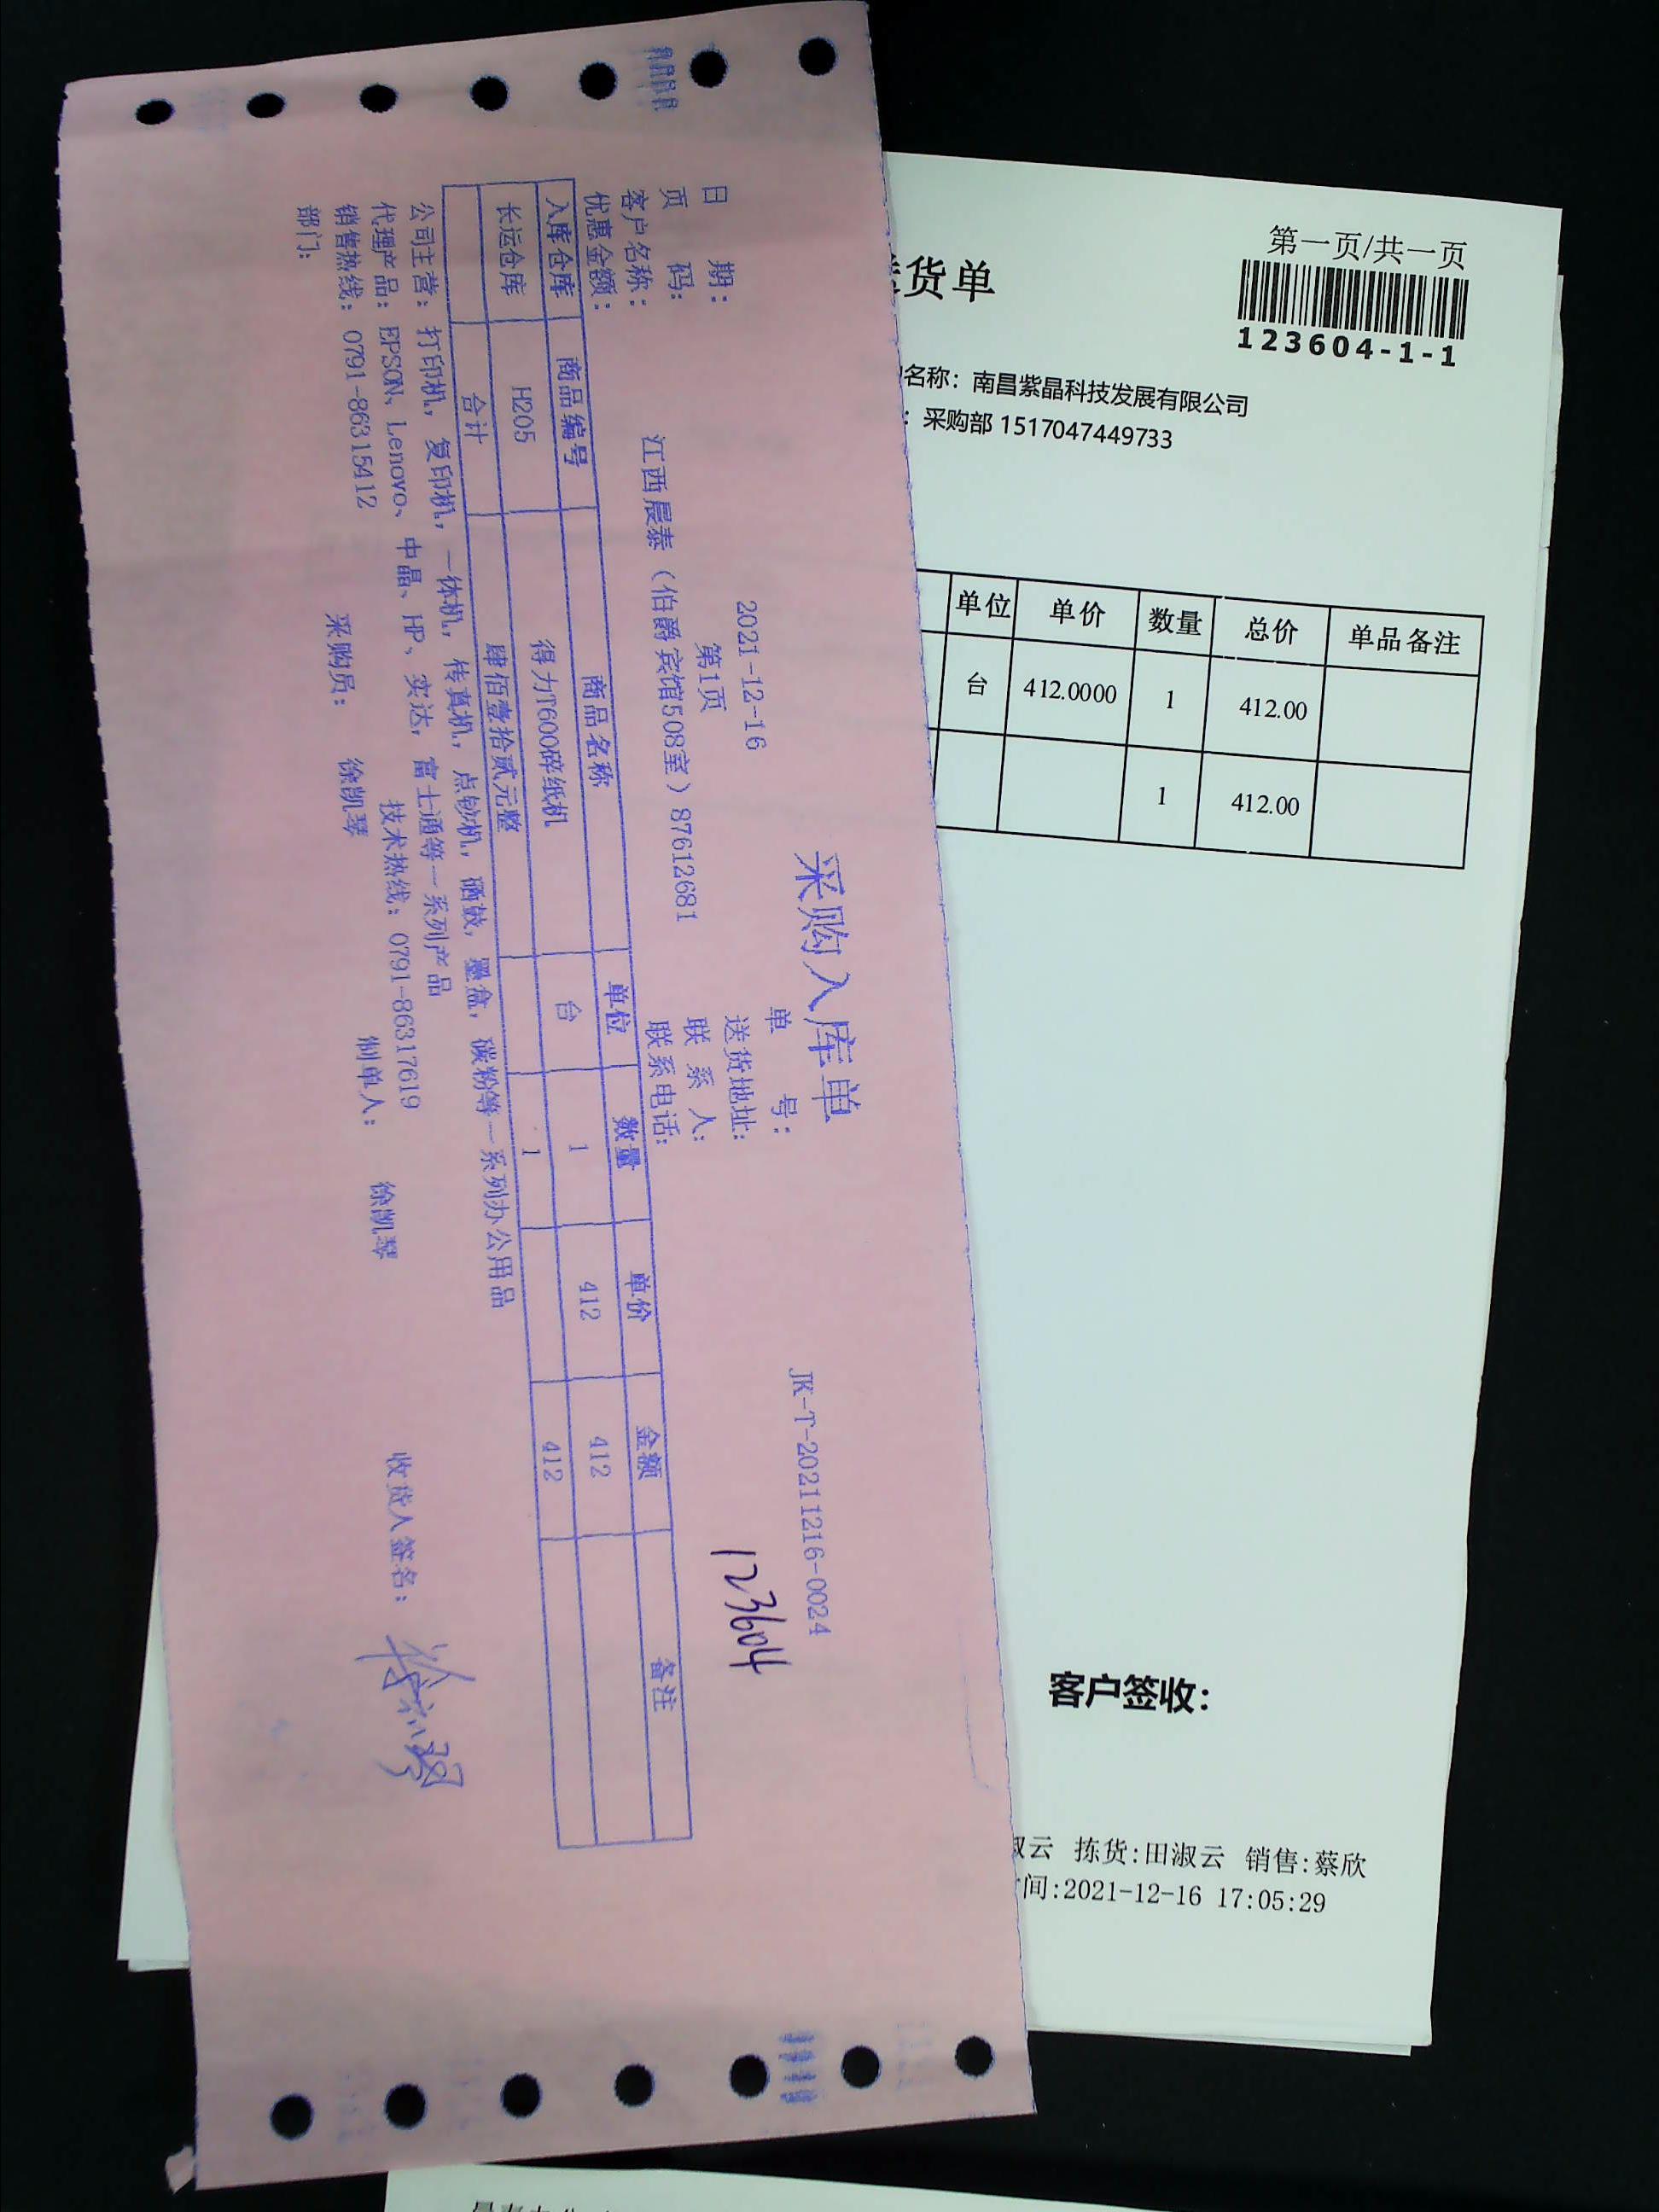 采购入库单
日 期： 2021-12-16 单 号： JK-T-20211216-0024
页 码： 第1页 送货地址：
客户名称： 江西晨泰（伯爵宾馆508室）87612681 联 系 人： 123604
优惠金额： 联系电话：
入库仓库 商品编号 商品名称 单位 数量 单价 金额 备注
长运仓库 H205 得力T600碎纸机 台 1 412 412
合计 肆佰壹拾贰元整 1 412
公司主营：打印机，复印机，一体机，传真机，点钞机，硒鼓，墨盒，碳粉等一系列办公用品
代理产品：EPSON、Lenovo、中晶、HP、实达，富士通等一系列产品
销售热线：0791-86315412 技术热线：0791-86317619
部门： 采购员： 徐凯琴 制单人： 徐凯琴 收货人签名：
第一页/共一页
货单
123604-1-1
名称：南昌紫晶科技发展有限公司
：采购部 1517047449733
单位 单价 数量 总价 单品备注
台 412.0000 1 412.00
1 412.00
客户签收：
淑云 拣货:田淑云 销售:蔡欣
间:2021-12-16 17:05:29